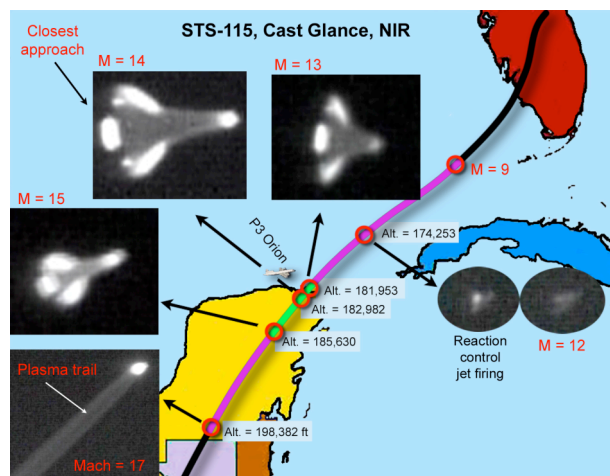 STS-115, Cast Glance, NIR
Closest
approach
M = 14
M = 13
M = 9
M = 15
P3 Orion
Alt. = 174,253
Alt. = 181,953
Alt. = 182,982
Alt. = 185,630
Reaction
control
jet firing
M = 12
Plasma trail
Alt. = 198,382 ft
Mach = 17